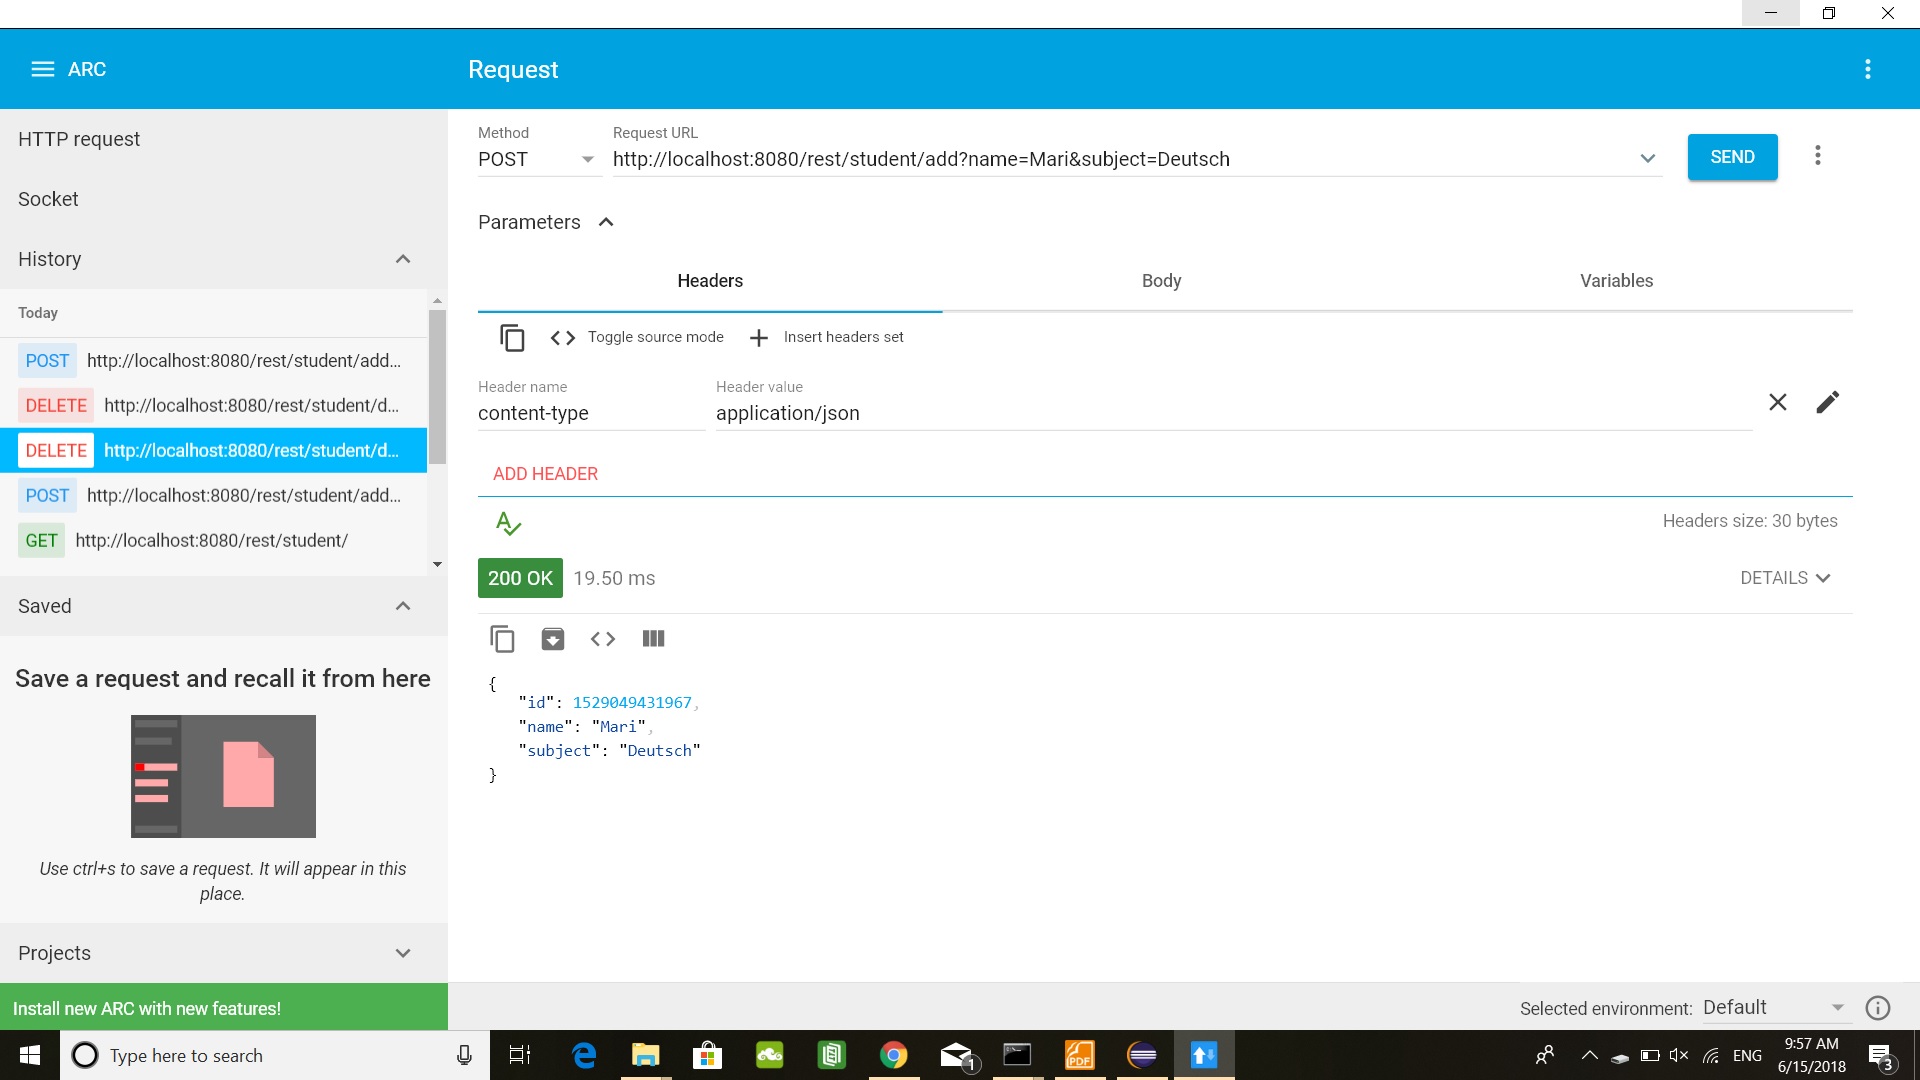 ARC
Request
HTTP request
Socket
History
Today
POST http://localhost:8080/rest/student/add...
DELETE http://localhost:8080/rest/student/d...
DELETE http://localhost:8080/rest/student/d...
POST http://localhost:8080/rest/student/add...
GET http://localhost:8080/rest/student/
Saved
Save a request and recall it from here
Use ctrl+s to save a request. It will appear in this
place.
Projects
Install new ARC with new features!
Method
POST
Request URL
http://localhost:8080/rest/student/add?name=Mari&subject=Deutsch
SEND
Parameters
Headers Body Variables
Toggle source mode Insert headers set
Header name Header value
content-type application/json
ADD HEADER
Headers size: 30 bytes
200 OK 19.50 ms DETAILS
{
"id": 1529049431967,
"name": "Mari",
"subject": "Deutsch"
}
Selected environment: Default
Type here to search
1
PDF
ENG
9:57 AM
6/15/2018
3